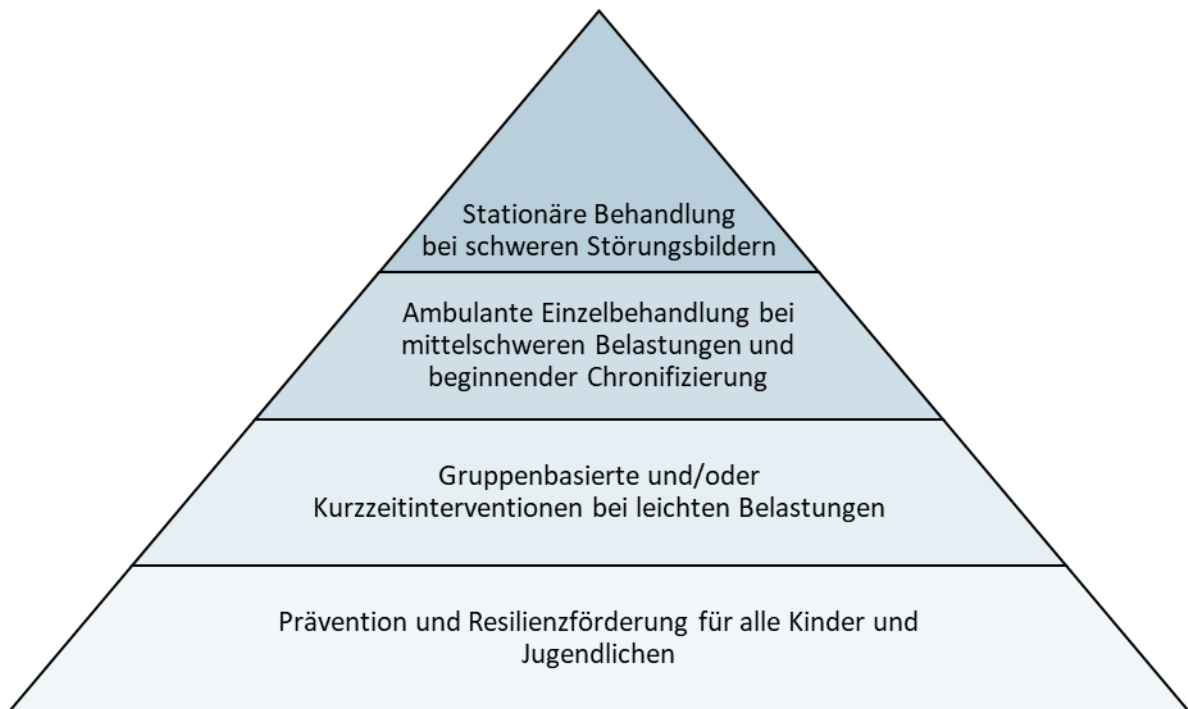 Stationäre Behandlung
bei schweren Störungsbildern
Ambulante Einzelbehandlung bei
mittelschweren Belastungen und
beginnender Chronifizierung
Gruppenbasierte und/oder
Kurzzeitinterventionen bei leichten Belastungen
Prävention und Resilienzförderung für alle Kinder und
Jugendlichen